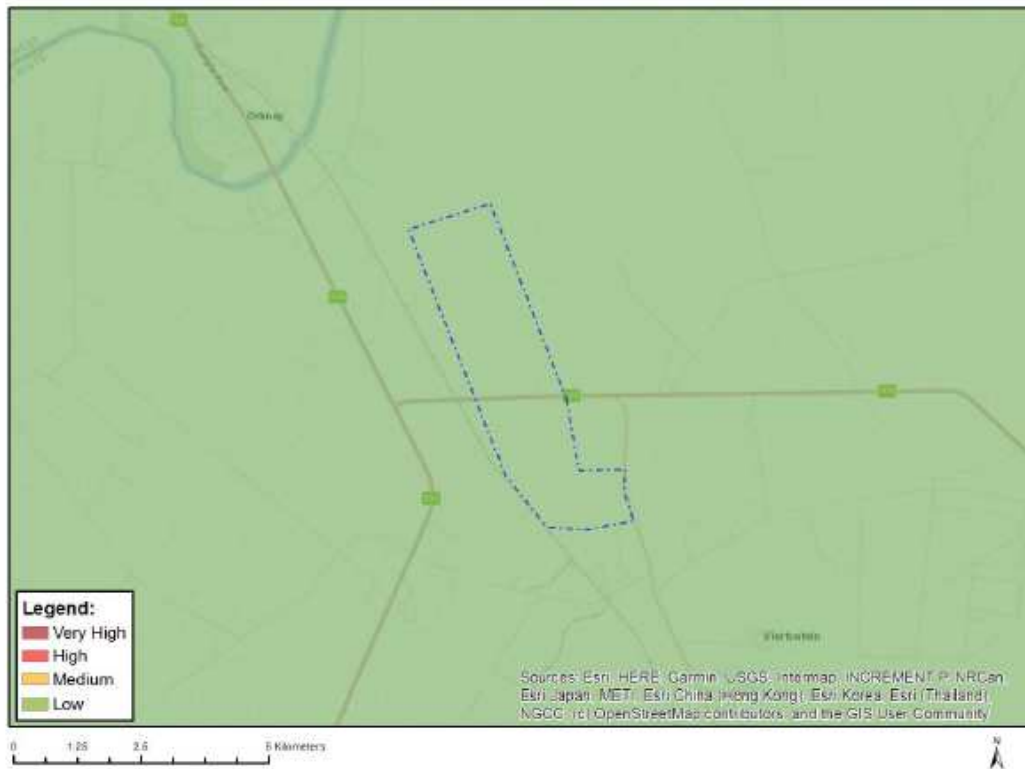 Orkney
Vierfontein
Legend:
Very High
High
Medium
Low
Sources: Esri, HERE, Garmin, USGS, Intermap, INCREMENT P, NRCan,
Esri Japan, METI, Esri China (Hong Kong), Esri Korea, Esri (Thailand),
NGCC, (c) OpenStreetMap contributors, and the GIS User Community
0 1.25 2.5 5 Kilometers
N